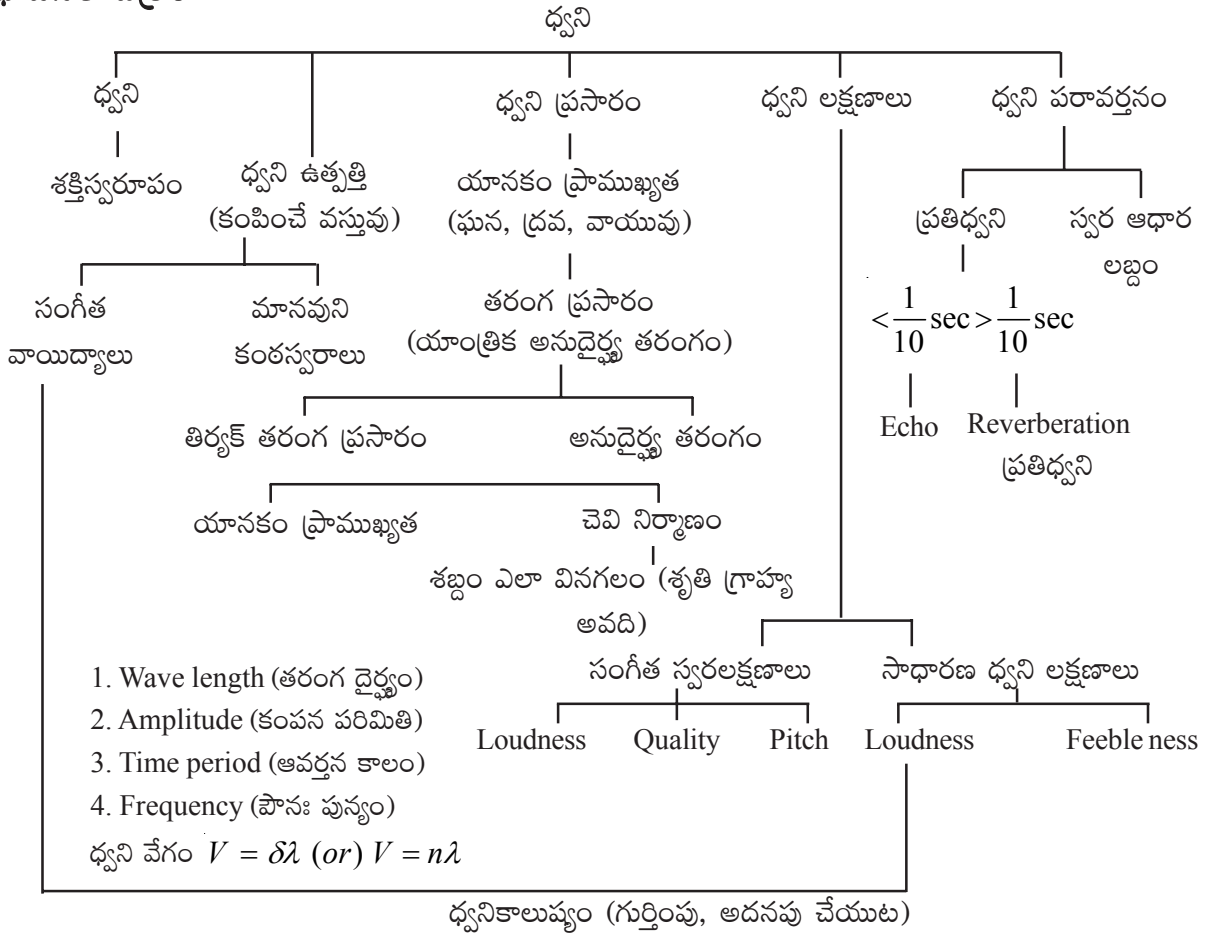 ధ్వని
ధ్వని
శక్తిస్వరూపం
ధ్వని ఉత్పత్తి
(కంపించే వస్తువు)
సంగీత
వాయిద్యాలు
మానవుని
కంఠస్వరాలు
ధ్వని ప్రసారం
యానకం ప్రాముఖ్యత
(ఘన, ద్రవ, వాయువు)
తరంగ ప్రసారం
(యాంత్రిక అనుదైర్ఘ్య తరంగం)
తిర్యక్ తరంగ ప్రసారం
అనుదైర్ఘ్య తరంగం
యానకం ప్రాముఖ్యత
చెవి నిర్మాణం
శబ్దం ఎలా వినగలం (శృతి గ్రాహ్య
అవది)
ధ్వని లక్షణాలు
సంగీత స్వరలక్షణాలు
Loudness Quality Pitch
సాధారణ ధ్వని లక్షణాలు
Loudness Feeble ness
ధ్వని పరావర్తనం
ప్రతిధ్వని
స్వర ఆధార
లబ్దం
< 1/10 sec > 1/10 sec
Echo
Reverberation
ప్రతిధ్వని
1. Wave length (తరంగ దైర్ఘ్యం)
2. Amplitude (కంపన పరిమితి)
3. Time period (ఆవర్తన కాలం)
4. Frequency (పౌనః పున్యం)
ధ్వని వేగం V = δλ (or) V = nλ
ధ్వనికాలుష్యం (గుర్తింపు, అదనపు చేయుట)